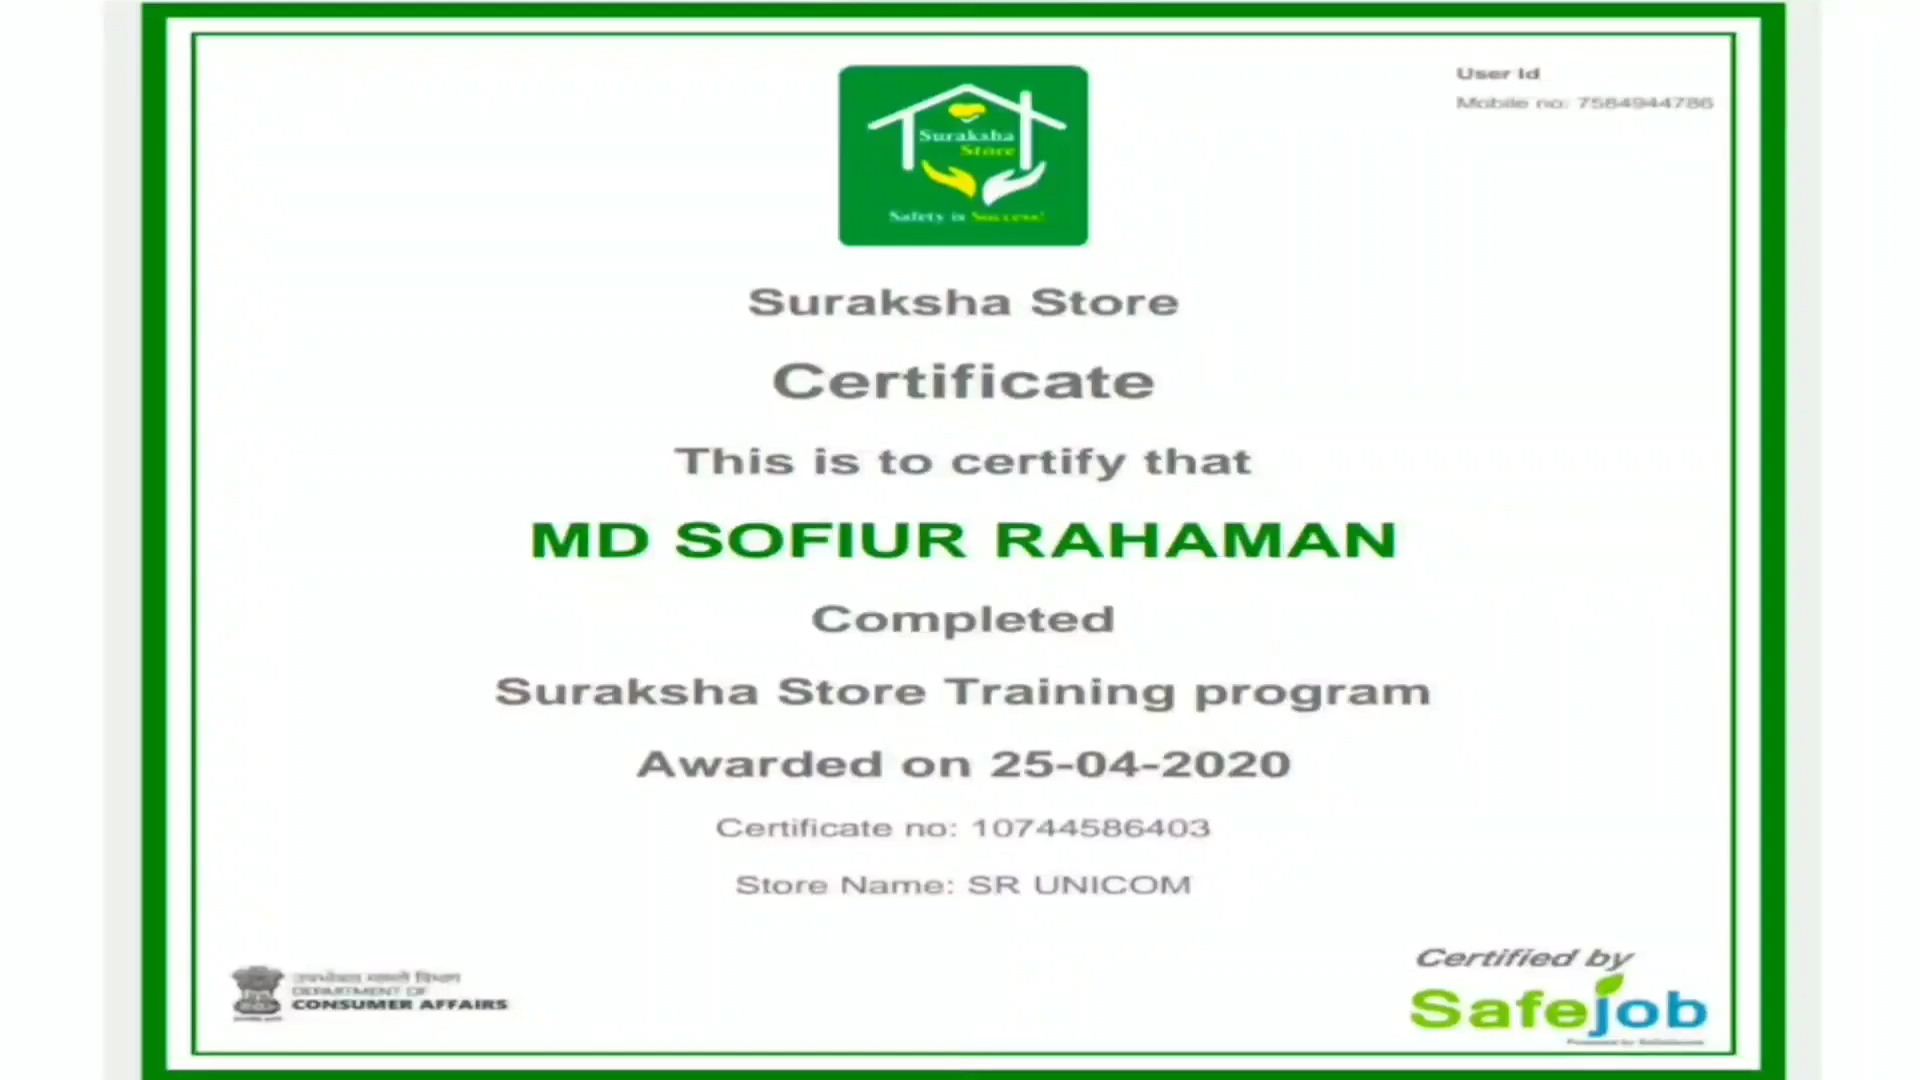 User Id
Mobile no: 7584944786
Suraksha
Store
Safety is Success!
Suraksha Store
Certificate
This is to certify that
MD SOFIUR RAHAMAN
Completed
Suraksha Store Training program
Awarded on 25-04-2020
Certificate no: 10744586403
Store Name: SR UNICOM
उपभोक्ता मामले विभाग
DEPARTMENT OF
CONSUMER AFFAIRS
Certified by
Safejob